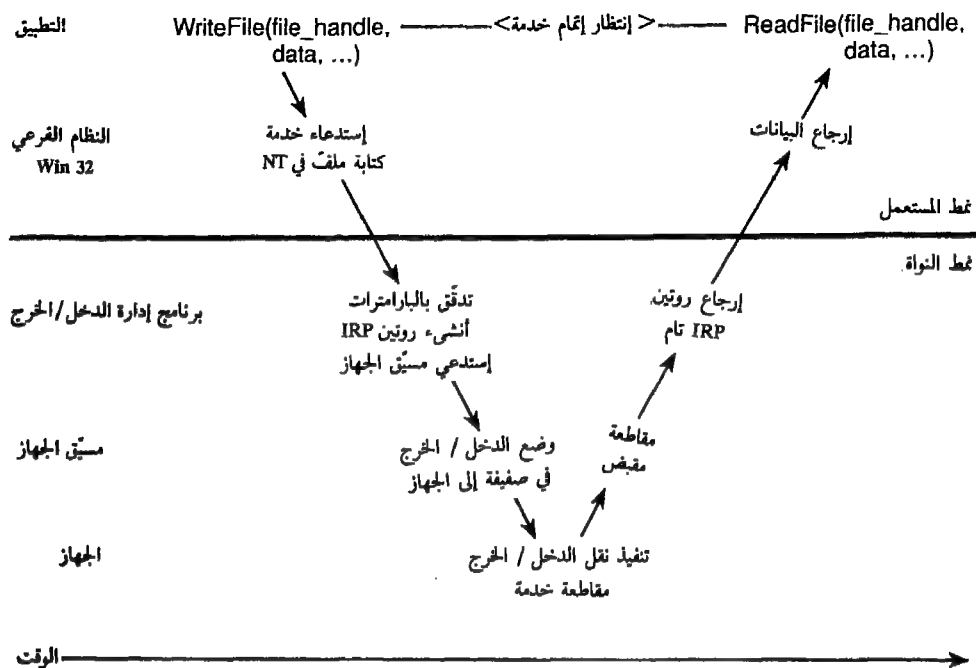 التطبيق
WriteFile(file_handle,
data, ...)
<إنتظار إتمام خدمة>
ReadFile(file_handle,
data, ...)
النظام الفرعي
Win 32
إستدعاء خدمة
كتابة ملفّ في NT
إرجاع البيانات
نمط المستعمل
نمط النواة
برنامج إدارة الدخل/الخرج
تدقّق بالبارامترات
أنشىء روتين IRP
إستدعي مسيّق الجهاز
إرجاع روتين
IRP تام
مسيّق الجهاز
وضع الدخل / الخرج
في صفيفة إلى الجهاز
مقاطعة
مقبض
الجهاز
تنفيذ نقل الدخل / الخرج
مقاطعة خدمة
الوقت